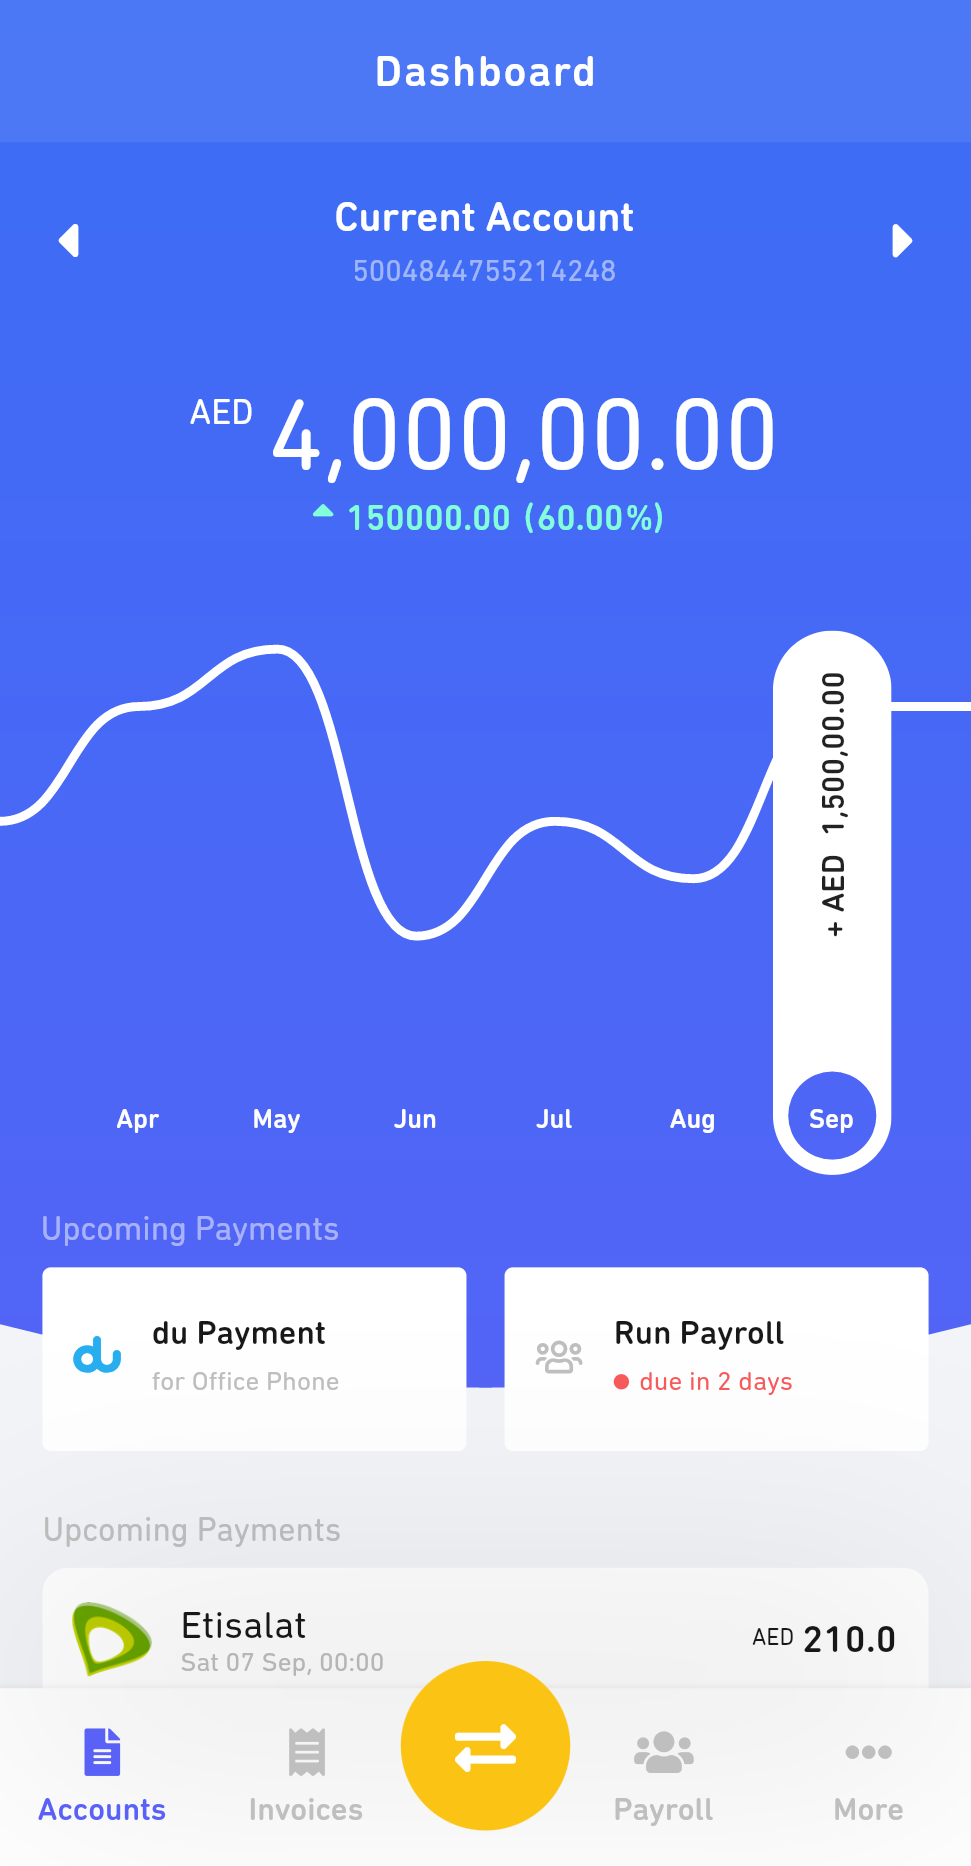 Dashboard
Current Account
5004844755214248
AED 4,000,00.00
150000.00 (60.00%)
+ AED 1,500,00.00
Apr May Jun Jul Aug Sep
Upcoming Payments
du
du Payment
for Office Phone
Run Payroll
due in 2 days
Upcoming Payments
Etisalat
Sat 07 Sep, 00:00
AED 210.0
Accounts Invoices Payroll More